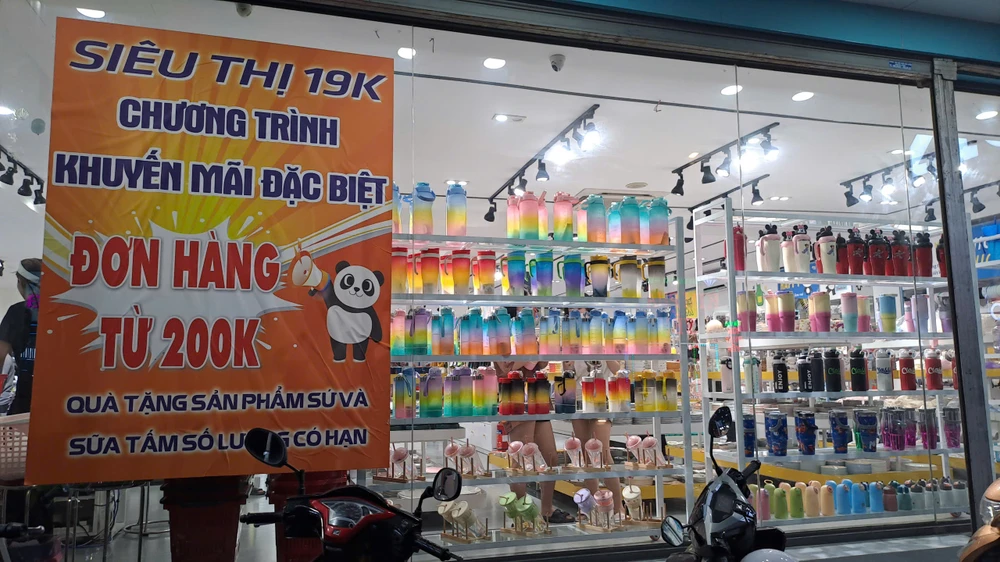 SIÊU THỊ 19K
CHƯƠNG TRÌNH
KHUYẾN MÃI ĐẶC BIỆT
ĐƠN HÀNG
TỪ 200K
QUÀ TẶNG SẢN PHẨM SỨ VÀ
SỮA TẮM SỐ LƯỢNG CÓ HẠN
ENJOY